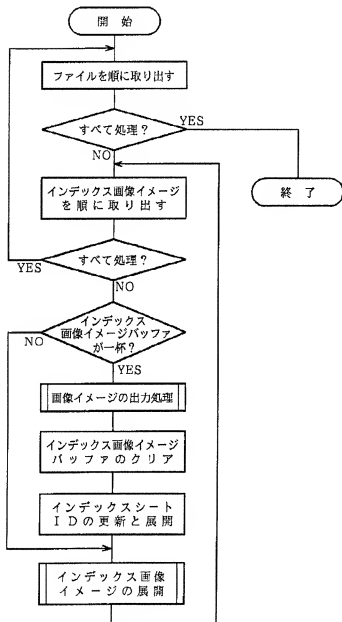 開 始
ファイルを順に取り出す
すべて処理？
YES
NO
インデックス画像イメージ
を順に取り出す
終 了
すべて処理？
YES
NO
インデックス
画像イメージバッファ
が一杯？
NO
YES
画像イメージの出力処理
インデックス画像イメージ
バッファのクリア
インデックスシート
ＩＤの更新と展開
インデックス画像
イメージの展開